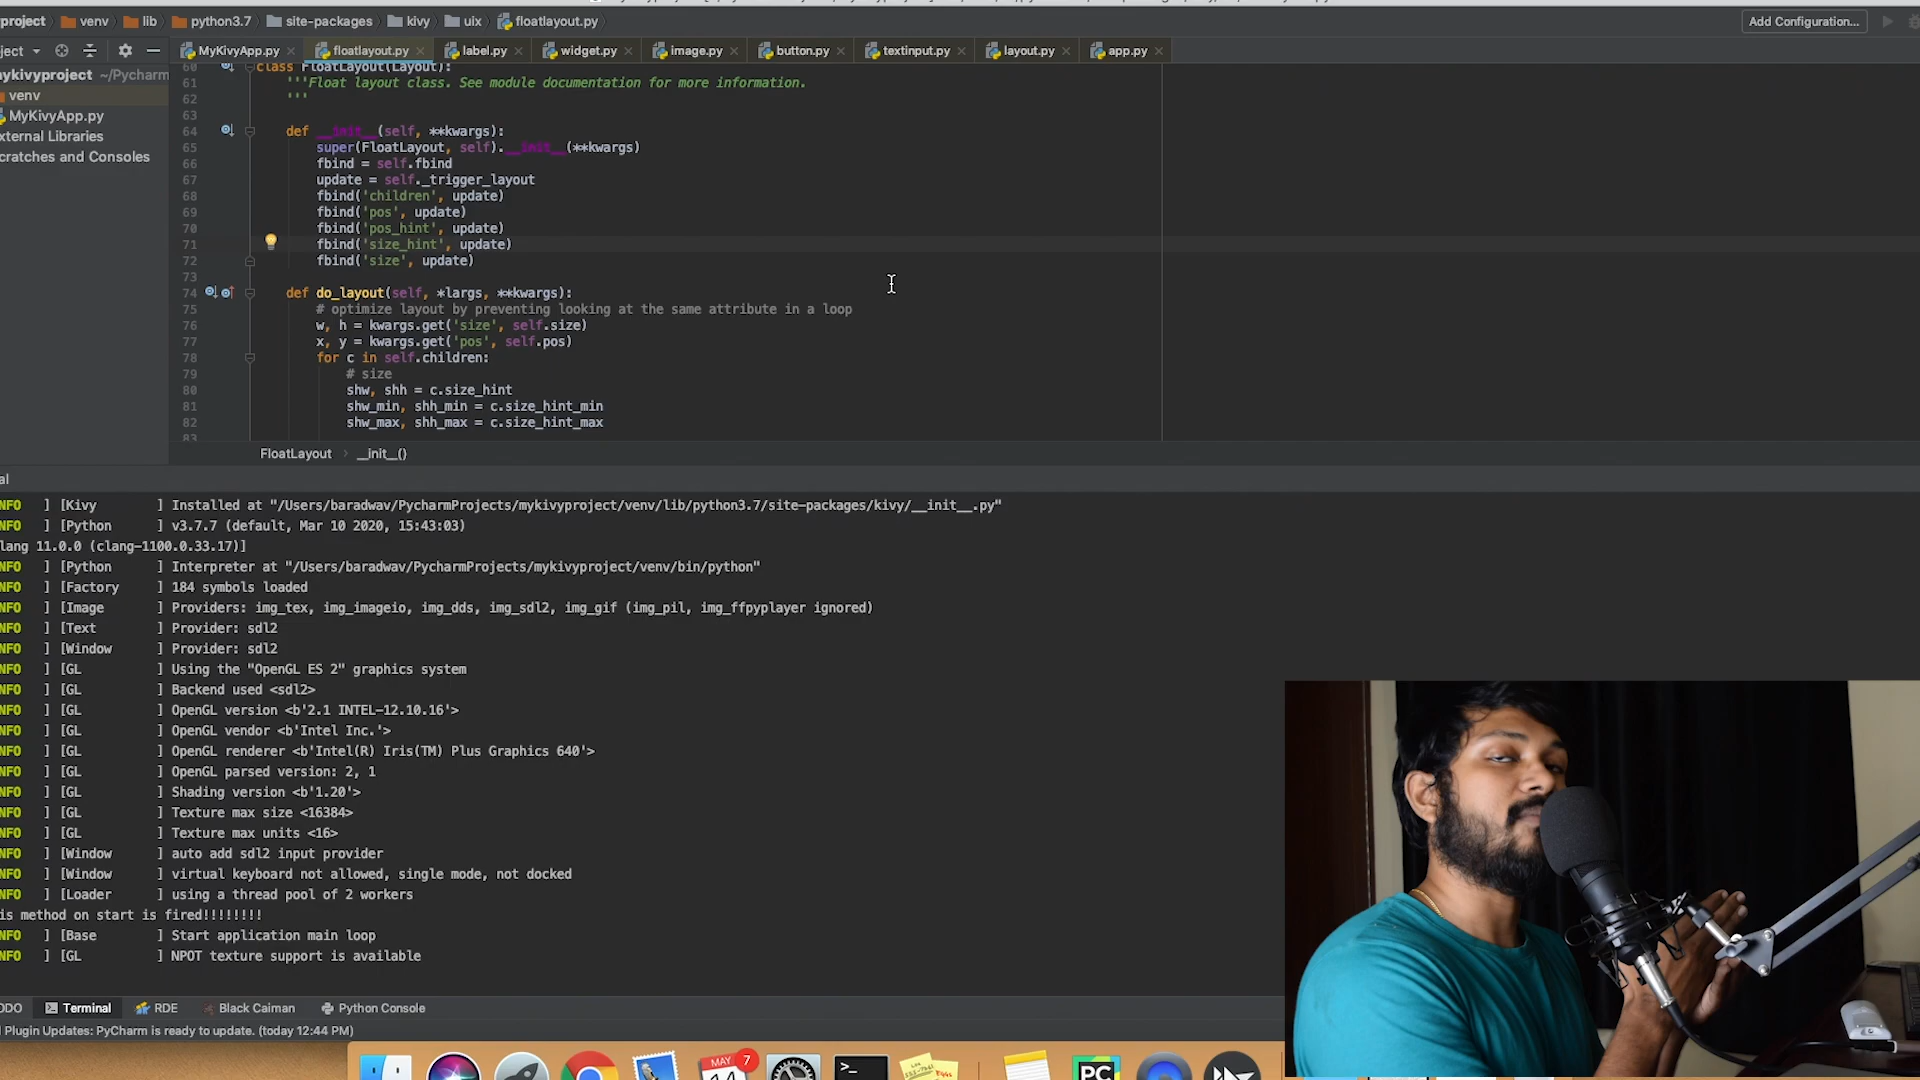 project venv lib python3.7 site-packages kivy uix floatlayout.py Add Configuration...
ject MyKivyApp.py floatlayout.py label.py widget.py image.py button.py textinput.py layout.py app.py
mykivyproject ~/Pycharm
venv
MyKivyApp.py
xternal Libraries
cratches and Consoles
60 class FloatLayout(Layout):
61 '''Float layout class. See module documentation for more information.
62 '''
63
64 def __init__(self, **kwargs):
65 super(FloatLayout, self).__init__(**kwargs)
66 fbind = self.fbind
67 update = self._trigger_layout
68 fbind('children', update)
69 fbind('pos', update)
70 fbind('pos_hint', update)
71 fbind('size_hint', update)
72 fbind('size', update)
73
74 def do_layout(self, *largs, **kwargs):
75 # optimize layout by preventing looking at the same attribute in a loop
76 w, h = kwargs.get('size', self.size)
77 x, y = kwargs.get('pos', self.pos)
78 for c in self.children:
79 # size
80 shw, shh = c.size_hint
81 shw_min, shh_min = c.size_hint_min
82 shw_max, shh_max = c.size_hint_max
83
FloatLayout › __init__()
al
NFO ] [Kivy ] Installed at "/Users/baradwav/PycharmProjects/mykivyproject/venv/lib/python3.7/site-packages/kivy/__init__.py"
NFO ] [Python ] v3.7.7 (default, Mar 10 2020, 15:43:03)
lang 11.0.0 (clang-1100.0.33.17)]
NFO ] [Python ] Interpreter at "/Users/baradwav/PycharmProjects/mykivyproject/venv/bin/python"
NFO ] [Factory ] 184 symbols loaded
NFO ] [Image ] Providers: img_tex, img_imageio, img_dds, img_sdl2, img_gif (img_pil, img_ffpyplayer ignored)
NFO ] [Text ] Provider: sdl2
NFO ] [Window ] Provider: sdl2
NFO ] [GL ] Using the "OpenGL ES 2" graphics system
NFO ] [GL ] Backend used <sdl2>
NFO ] [GL ] OpenGL version <b'2.1 INTEL-12.10.16'>
NFO ] [GL ] OpenGL vendor <b'Intel Inc.'>
NFO ] [GL ] OpenGL renderer <b'Intel(R) Iris(TM) Plus Graphics 640'>
NFO ] [GL ] OpenGL parsed version: 2, 1
NFO ] [GL ] Shading version <b'1.20'>
NFO ] [GL ] Texture max size <16384>
NFO ] [GL ] Texture max units <16>
NFO ] [Window ] auto add sdl2 input provider
NFO ] [Window ] virtual keyboard not allowed, single mode, not docked
NFO ] [Loader ] using a thread pool of 2 workers
is method on start is fired!!!!!!!!
NFO ] [Base ] Start application main loop
NFO ] [GL ] NPOT texture support is available
ODO Terminal RDE Black Caiman Python Console
Plugin Updates: PyCharm is ready to update. (today 12:44 PM)
MAY 7
PC